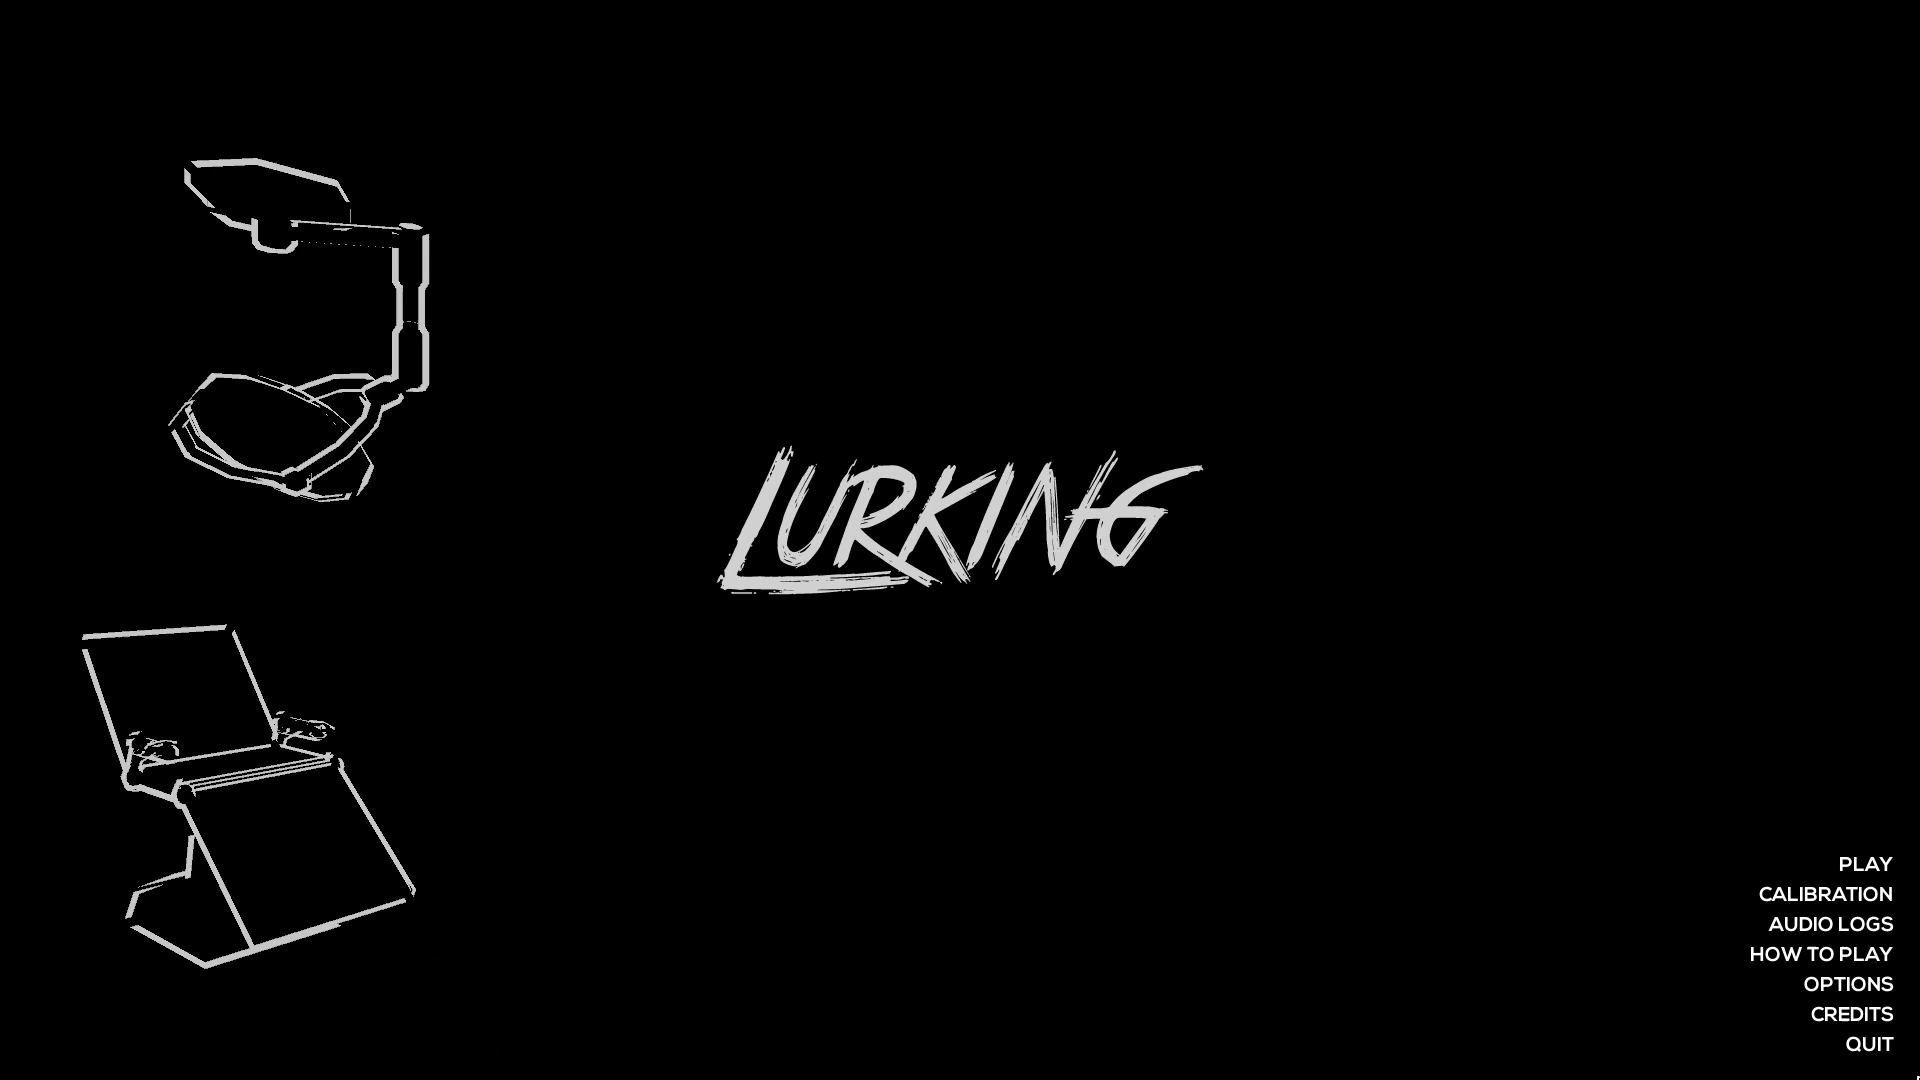 LURKING
PLAY
CALIBRATION
AUDIO LOGS
HOW TO PLAY
OPTIONS
CREDITS
QUIT